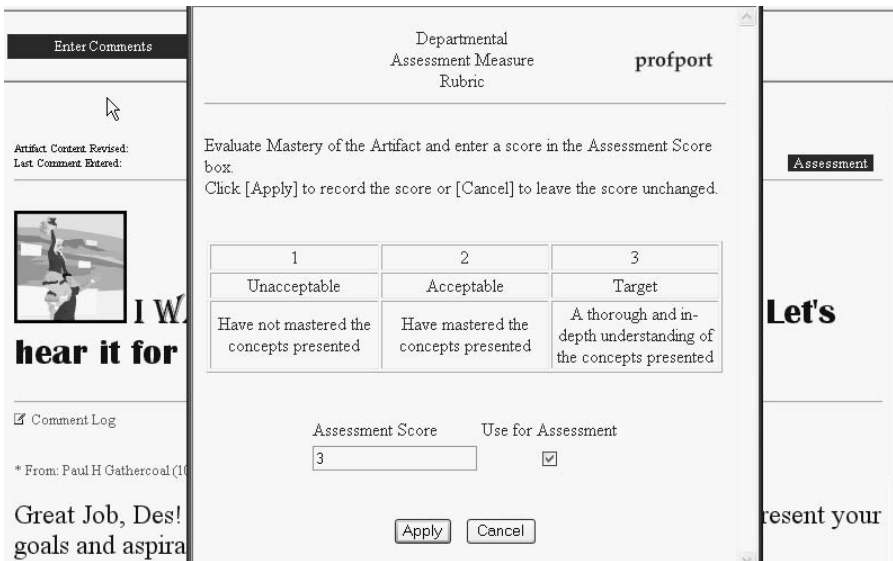 Enter Comments
Departmental
Assessment Measure
Rubric
profport
Artifact Content Revised:
Last Comment Entered:
Assessment
Evaluate Mastery of the Artifact and enter a score in the Assessment Score
box.
Click [Apply] to record the score or [Cancel] to leave the score unchanged.
1 2 3
Unacceptable Acceptable Target
Have not mastered the
concepts presented
Have mastered the
concepts presented
A thorough and in-
depth understanding of
the concepts presented
I Let's
hear it for
Comment Log
Assessment Score Use for Assessment
3
* From: Paul H Gathercoal
Great Job, Des! resent your
goals and aspira
Apply Cancel